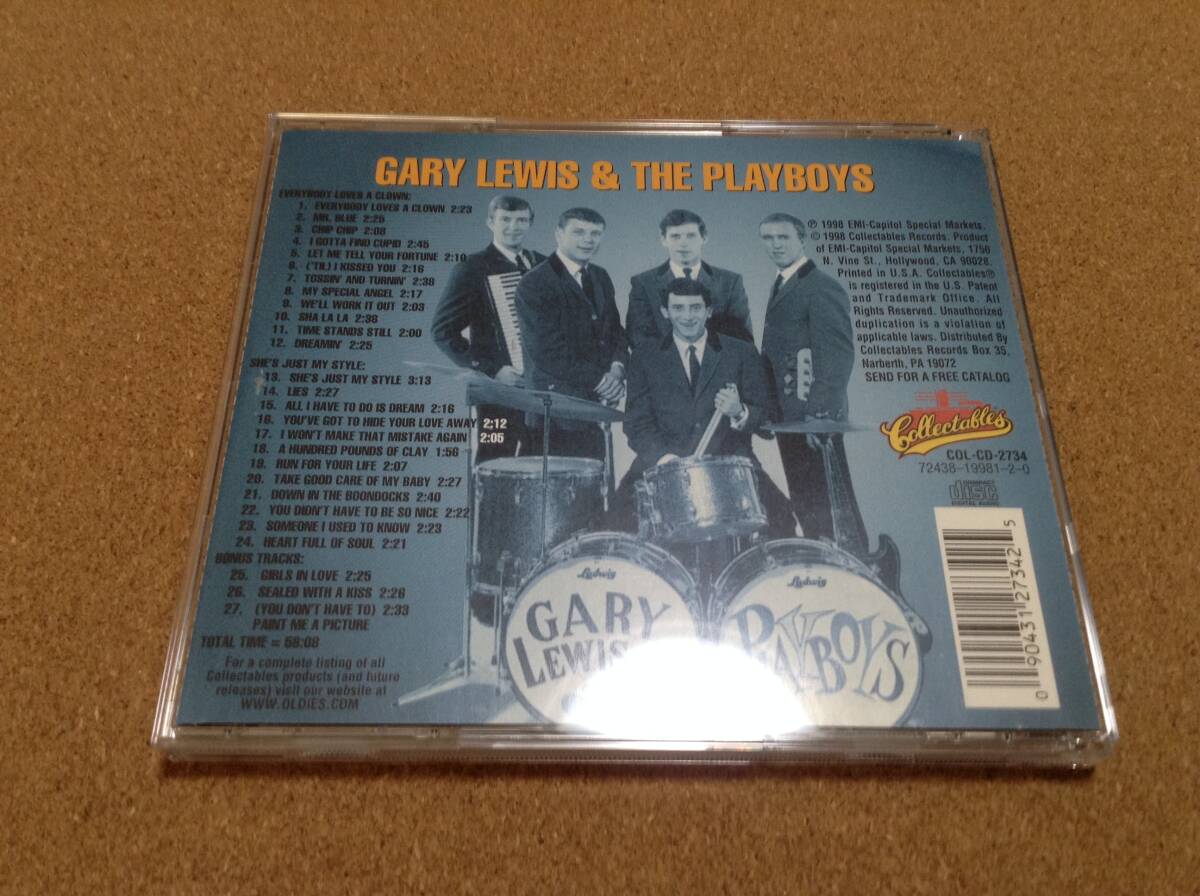 GARY LEWIS & THE PLAYBOYS
EVERYBODY LOVES A CLOWN:
1. EVERYBODY LOVES A CLOWN 2:23
2. MR. BLUE 2:25
3. CHIP CHIP 2:08
4. I GOTTA FIND CUPID 2:45
5. LET ME TELL YOUR FORTUNE 2:10
6. ('TIL) I KISSED YOU 2:16
7. TOSSIN' AND TURNIN' 2:38
8. MY SPECIAL ANGEL 2:17
9. WE'LL WORK IT OUT 2:03
10. SHA LA LA 2:38
11. TIME STANDS STILL 2:00
12. DREAMIN' 2:25
SHE'S JUST MY STYLE:
13. SHE'S JUST MY STYLE 3:13
14. LIES 2:27
15. ALL I HAVE TO DO IS DREAM 2:16
16. YOU'VE GOT TO HIDE YOUR LOVE AWAY 2:12
17. I WON'T MAKE THAT MISTAKE AGAIN 2:05
18. A HUNDRED POUNDS OF CLAY 1:56
19. RUN FOR YOUR LIFE 2:07
20. TAKE GOOD CARE OF MY BABY 2:27
21. DOWN IN THE BOONDOCKS 2:40
22. YOU DIDN'T HAVE TO BE SO NICE 2:22
23. SOMEONE I USED TO KNOW 2:23
24. HEART FULL OF SOUL 2:21
BONUS TRACKS:
25. GIRLS IN LOVE 2:25
26. SEALED WITH A KISS 2:26
27. (YOU DON'T HAVE TO) 2:33
PAINT ME A PICTURE
TOTAL TIME = 58:08
For a complete listing of all
Collectables products (and future
releases) visit our website at
WWW.OLDIES.COM
℗ 1998 EMI-Capitol Special Markets.
© 1998 Collectables Records. Product
of EMI-Capitol Special Markets, 1750
N. Vine St., Hollywood, CA 90028.
Printed in U.S.A. Collectables®
is registered in the U.S. Patent
and Trademark Office. All
Rights Reserved. Unauthorized
duplication is a violation of
applicable laws. Distributed By
Collectables Records Box 35,
Narberth, PA 19072
SEND FOR A FREE CATALOG
Collectables
COL-CD-2734
72438-19981-2-0
COMPACT
disc
DIGITAL AUDIO
0 90431 27342 5
Ludwig
GARY
LEWIS
Ludwig
PLAYBOYS